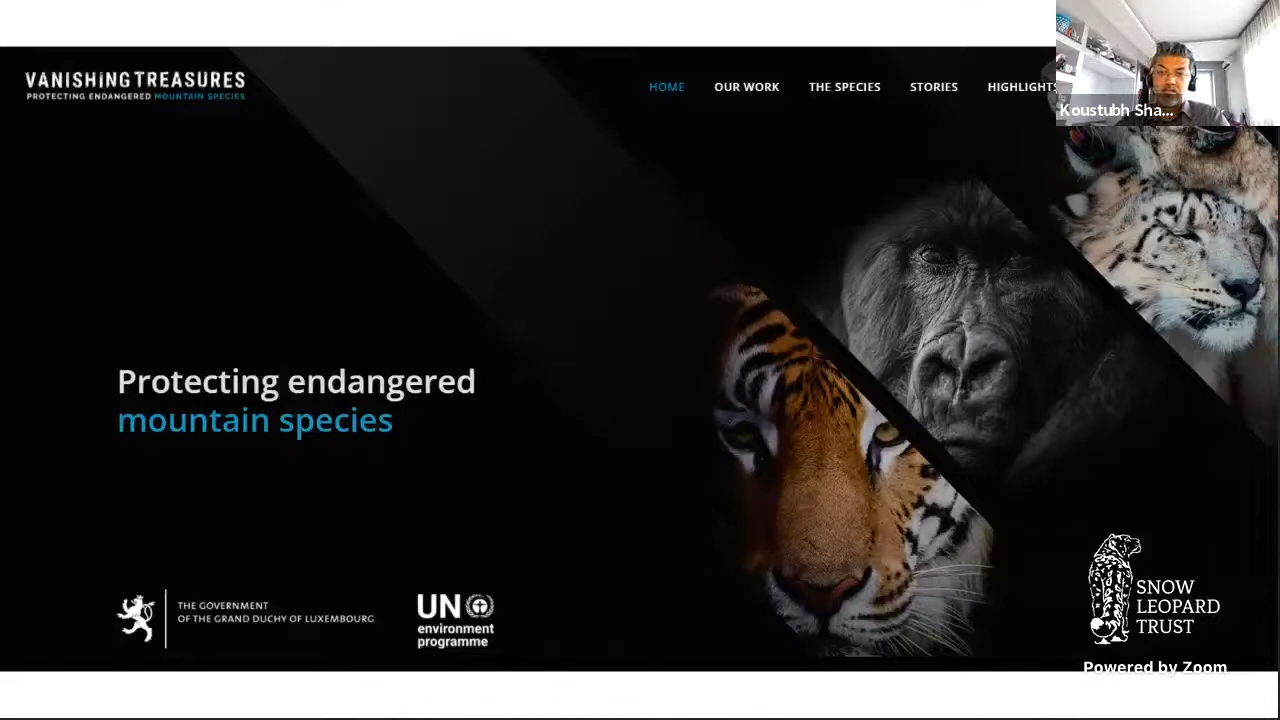 VANISHING TREASURES
PROTECTING ENDANGERED MOUNTAIN SPECIES
HOME OUR WORK THE SPECIES STORIES HIGHLIGHTS
Koustubh Sha...
Protecting endangered
mountain species
THE GOVERNMENT
OF THE GRAND DUCHY OF LUXEMBOURG
UN
environment
programme
SNOW
LEOPARD
TRUST
Powered by Zoom